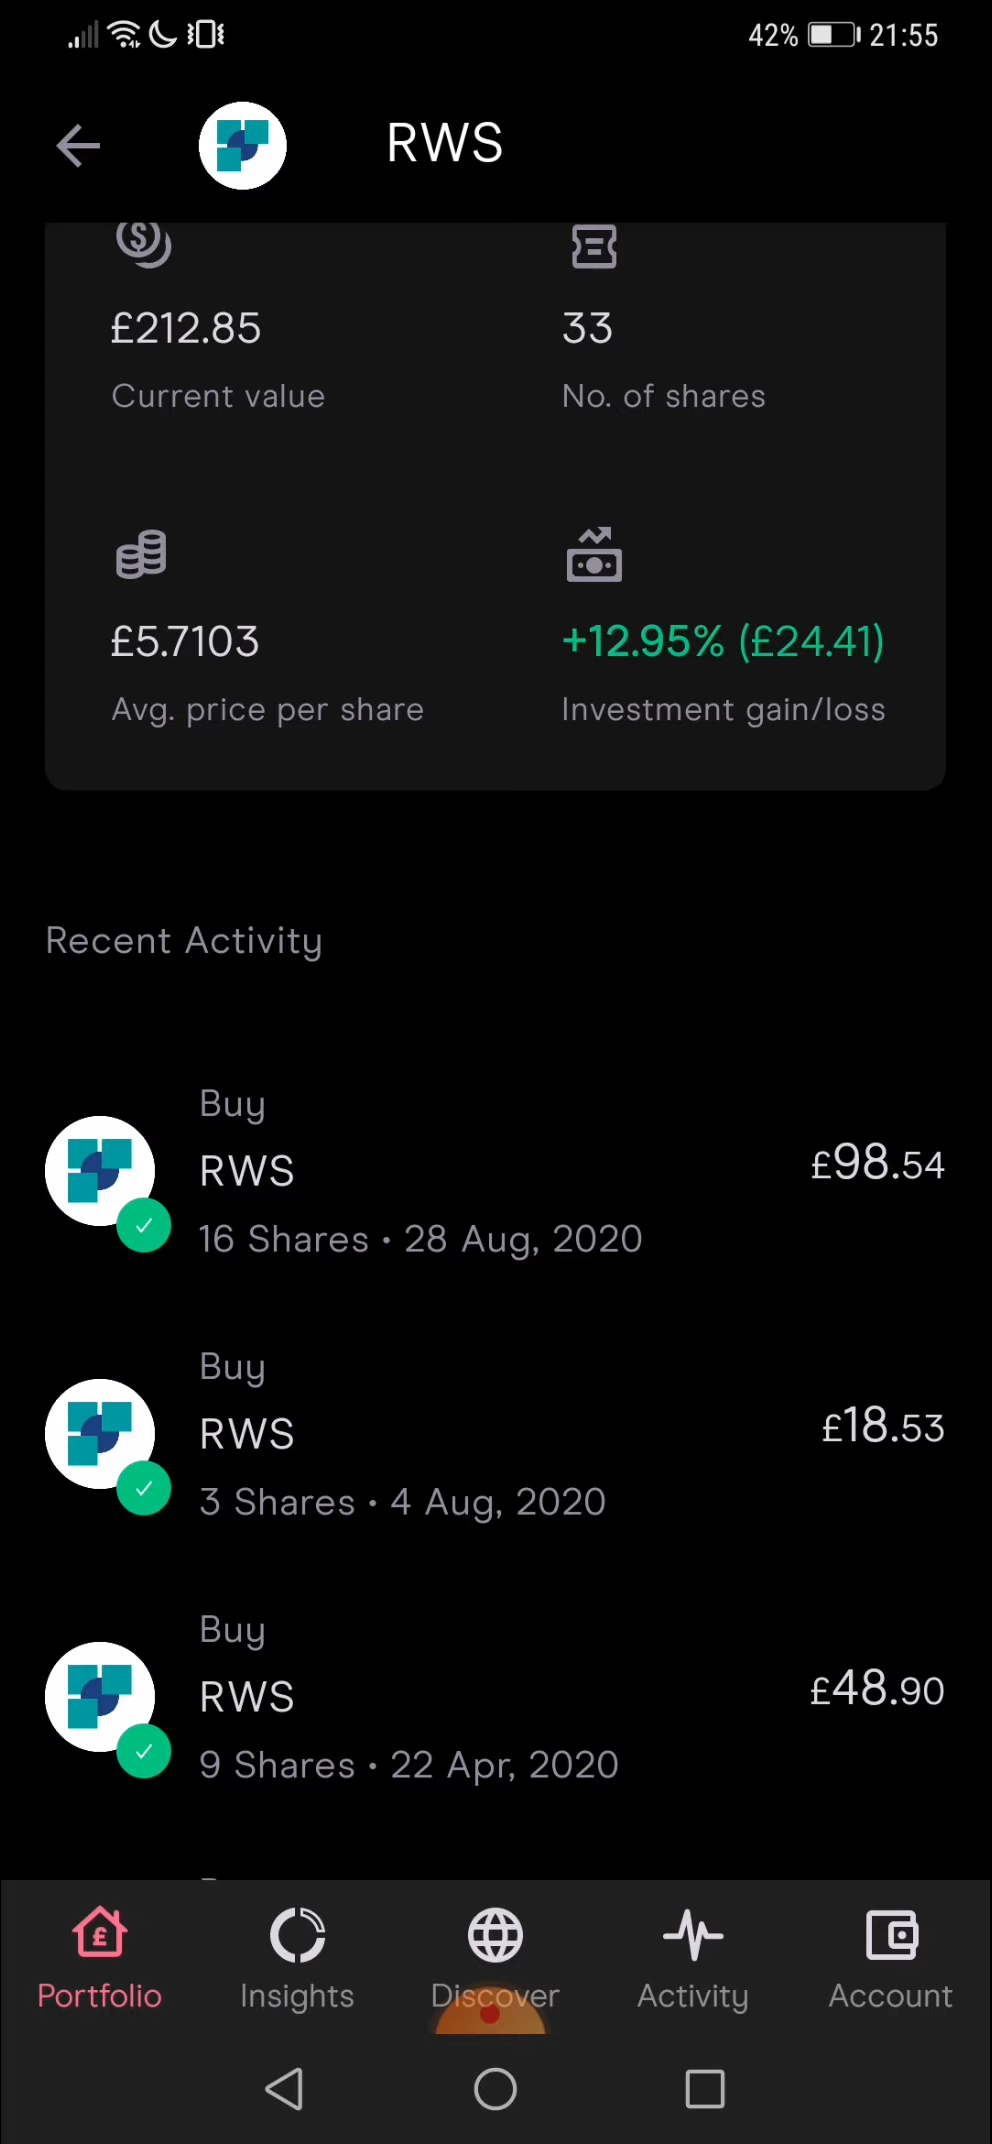 42% 21:55
RWS
£212.85
33
Current value
No. of shares
£5.7103
+12.95% (£24.41)
Avg. price per share
Investment gain/loss
Recent Activity
Buy
RWS
£98.54
16 Shares • 28 Aug, 2020
Buy
RWS
£18.53
3 Shares • 4 Aug, 2020
Buy
RWS
£48.90
9 Shares • 22 Apr, 2020
Portfolio
Insights
Discover
Activity
Account